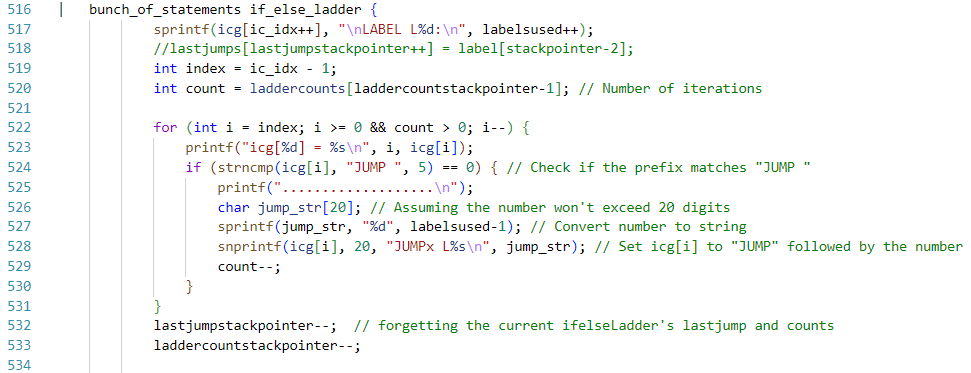 516 | bunch_of_statements if_else_ladder {
517 sprintf(icg[ic_idx++], "\nLABEL L%d:\n", labelsused++);
518 //lastjumps[lastjumpstackpointer++] = label[stackpointer-2];
519 int index = ic_idx - 1;
520 int count = laddercounts[laddercountstackpointer-1]; // Number of iterations
521
522 for (int i = index; i >= 0 && count > 0; i--) {
523 printf("icg[%d] = %s\n", i, icg[i]);
524 if (strncmp(icg[i], "JUMP ", 5) == 0) { // Check if the prefix matches "JUMP "
525 printf("...................\n");
526 char jump_str[20]; // Assuming the number won't exceed 20 digits
527 sprintf(jump_str, "%d", labelsused-1); // Convert number to string
528 snprintf(icg[i], 20, "JUMPx L%s\n", jump_str); // Set icg[i] to "JUMP" followed by the number
529 count--;
530 }
531 }
532 lastjumpstackpointer--; // forgetting the current ifelseLadder's lastjump and counts
533 laddercountstackpointer--;
534